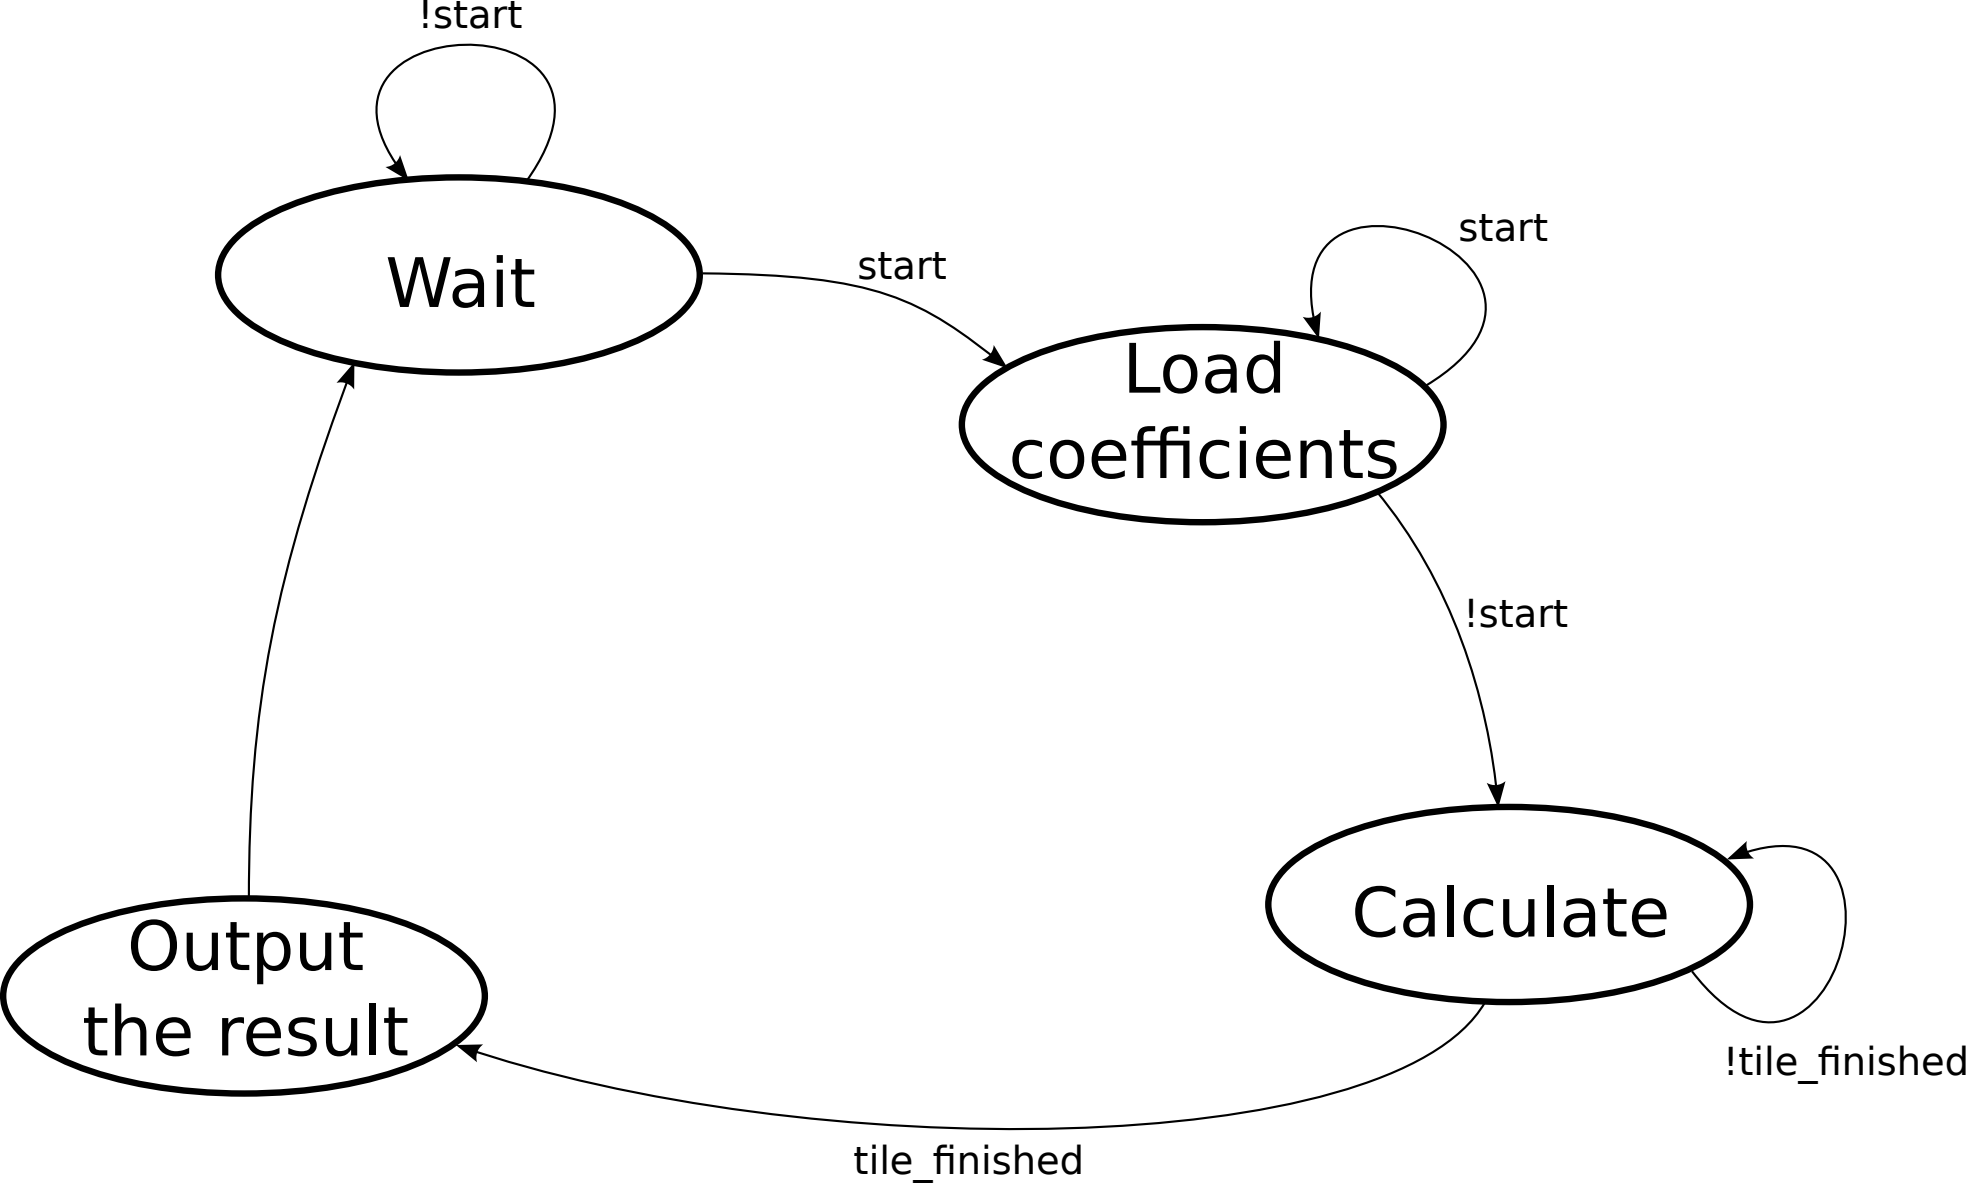 !start
Wait
start
start
Load
coefficients
!start
Calculate
!tile_finished
Output
the result
tile_finished